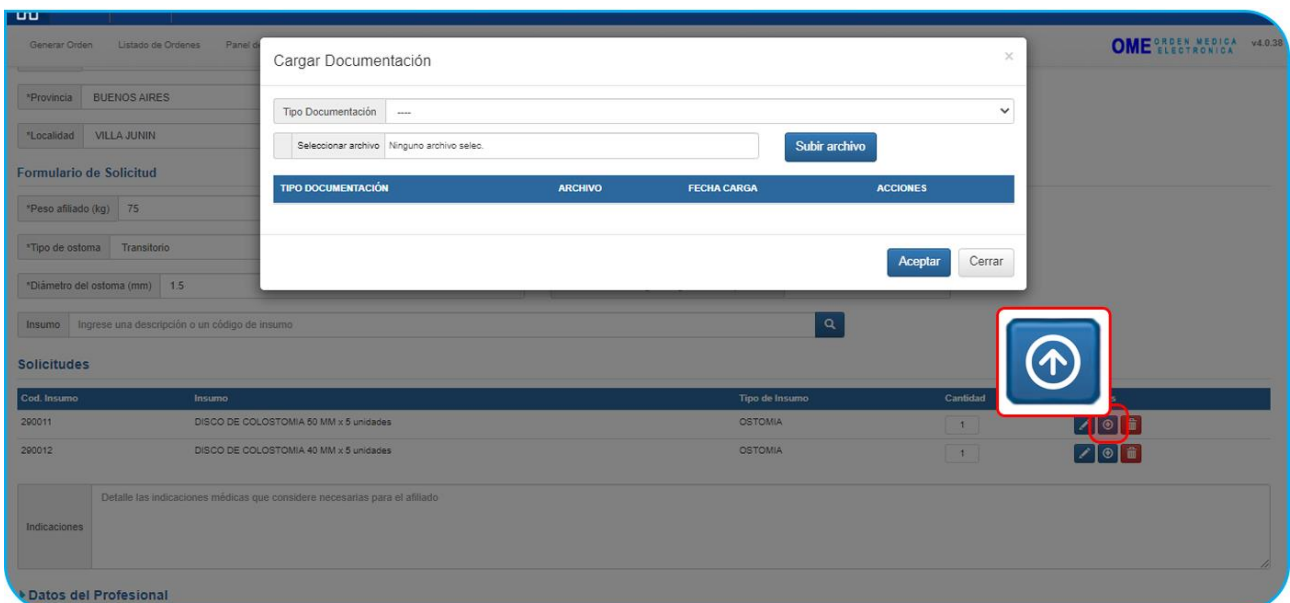 Generar Orden Listado de Ordenes Panel de
OME ORDEN MEDICA ELECTRONICA v4.0.38
Cargar Documentación ×
*Provincia BUENOS AIRES
Tipo Documentación ----
*Localidad VILLA JUNIN
Seleccionar archivo Ninguno archivo selec. Subir archivo
Formulario de Solicitud
TIPO DOCUMENTACIÓN ARCHIVO FECHA CARGA ACCIONES
*Peso afiliado (kg) 75
*Tipo de ostoma Transitorio
Aceptar Cerrar
*Diámetro del ostoma (mm) 1.5
Insumo Ingrese una descripción o un código de insumo
Solicitudes
Cod. Insumo Insumo Tipo de Insumo Cantidad
290011 DISCO DE COLOSTOMIA 50 MM x 5 unidades OSTOMIA 1
290012 DISCO DE COLOSTOMIA 40 MM x 5 unidades OSTOMIA 1
Detalle las indicaciones médicas que considere necesarias para el afiliado
Indicaciones
Datos del Profesional